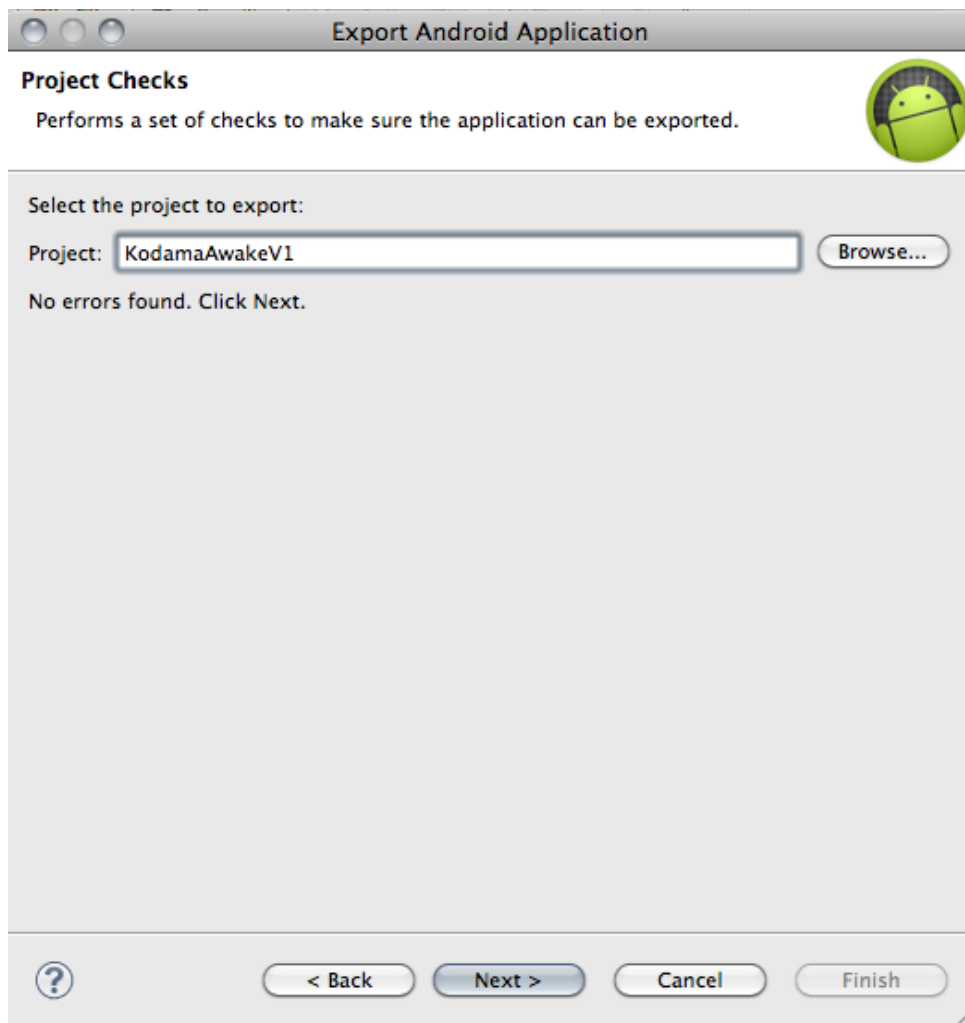 Export Android Application
Project Checks
Performs a set of checks to make sure the application can be exported.
Select the project to export:
Project: KodamaAwakeV1 Browse...
No errors found. Click Next.
? < Back Next > Cancel Finish